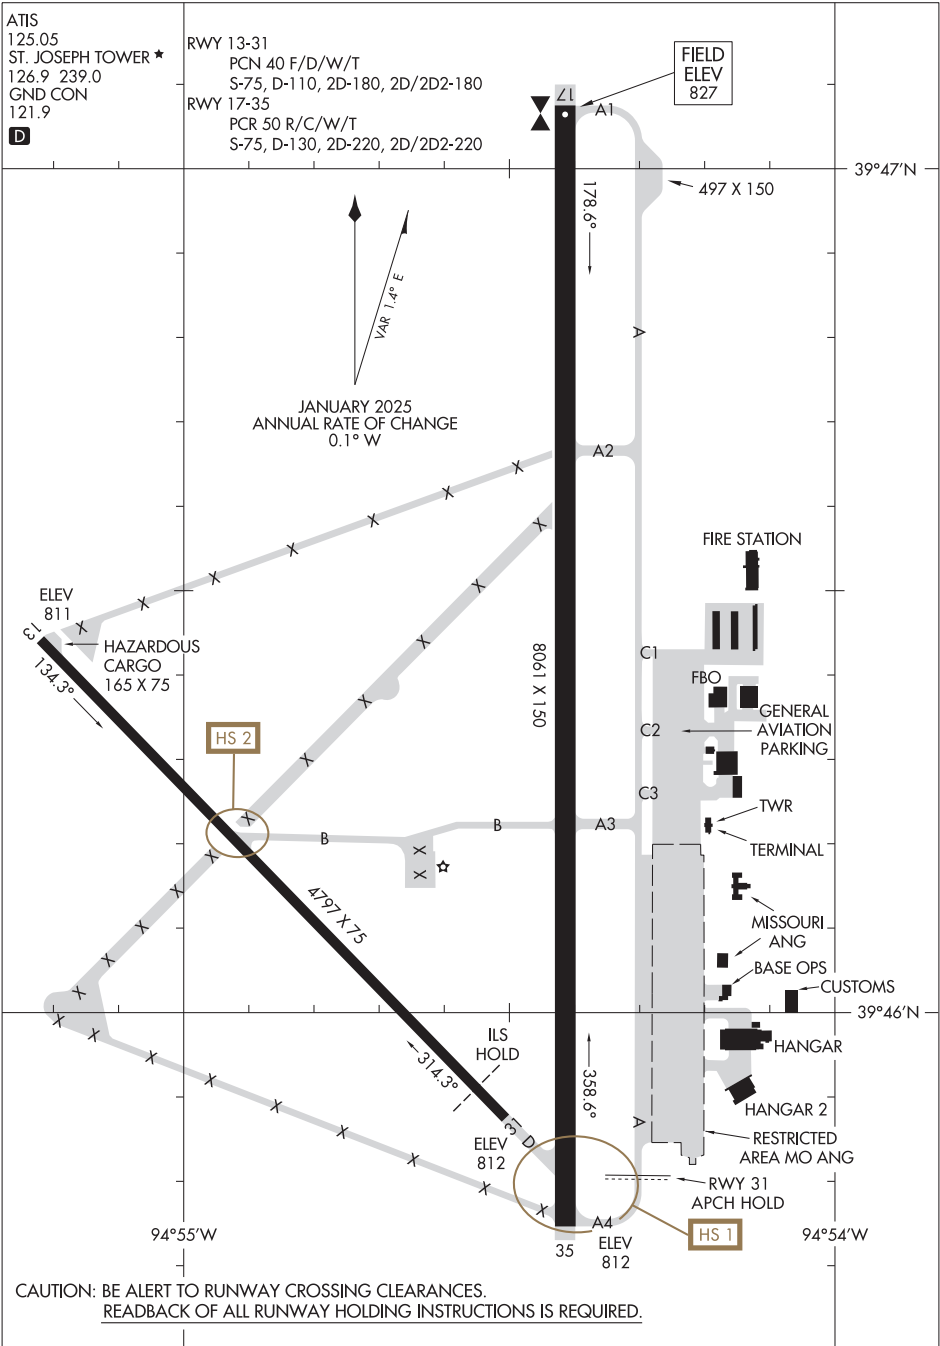 ATIS
125.05
ST. JOSEPH TOWER ★
126.9 239.0
GND CON
121.9
D
RWY 13-31
PCN 40 F/D/W/T
S-75, D-110, 2D-180, 2D/2D2-180
RWY 17-35
PCR 50 R/C/W/T
S-75, D-130, 2D-220, 2D/2D2-220
FIELD
ELEV
827
17
A1
39°47'N
497 X 150
178.6°
VAR 1.4° E
A
JANUARY 2025
ANNUAL RATE OF CHANGE
0.1° W
A2
X
X
X
X
X
X
X
X
X
X
X
X
X
FIRE STATION
ELEV
811
13
HAZARDOUS
CARGO
165 X 75
134.3°
8061 X 150
C1
FBO
GENERAL
AVIATION
PARKING
C2
HS 2
C3
B
B
A3
TWR
TERMINAL
X
X
4797 X 75
X
X
X
X
X
MISSOURI
ANG
BASE OPS
CUSTOMS
39°46'N
X
X
X
X
X
X
X
X
X
ILS
HOLD
314.3°
358.6°
HANGAR
HANGAR 2
A
31
D
ELEV
812
RESTRICTED
AREA MO ANG
RWY 31
APCH HOLD
A4
HS 1
94°55'W
35
ELEV
812
94°54'W
CAUTION: BE ALERT TO RUNWAY CROSSING CLEARANCES.
READBACK OF ALL RUNWAY HOLDING INSTRUCTIONS IS REQUIRED.